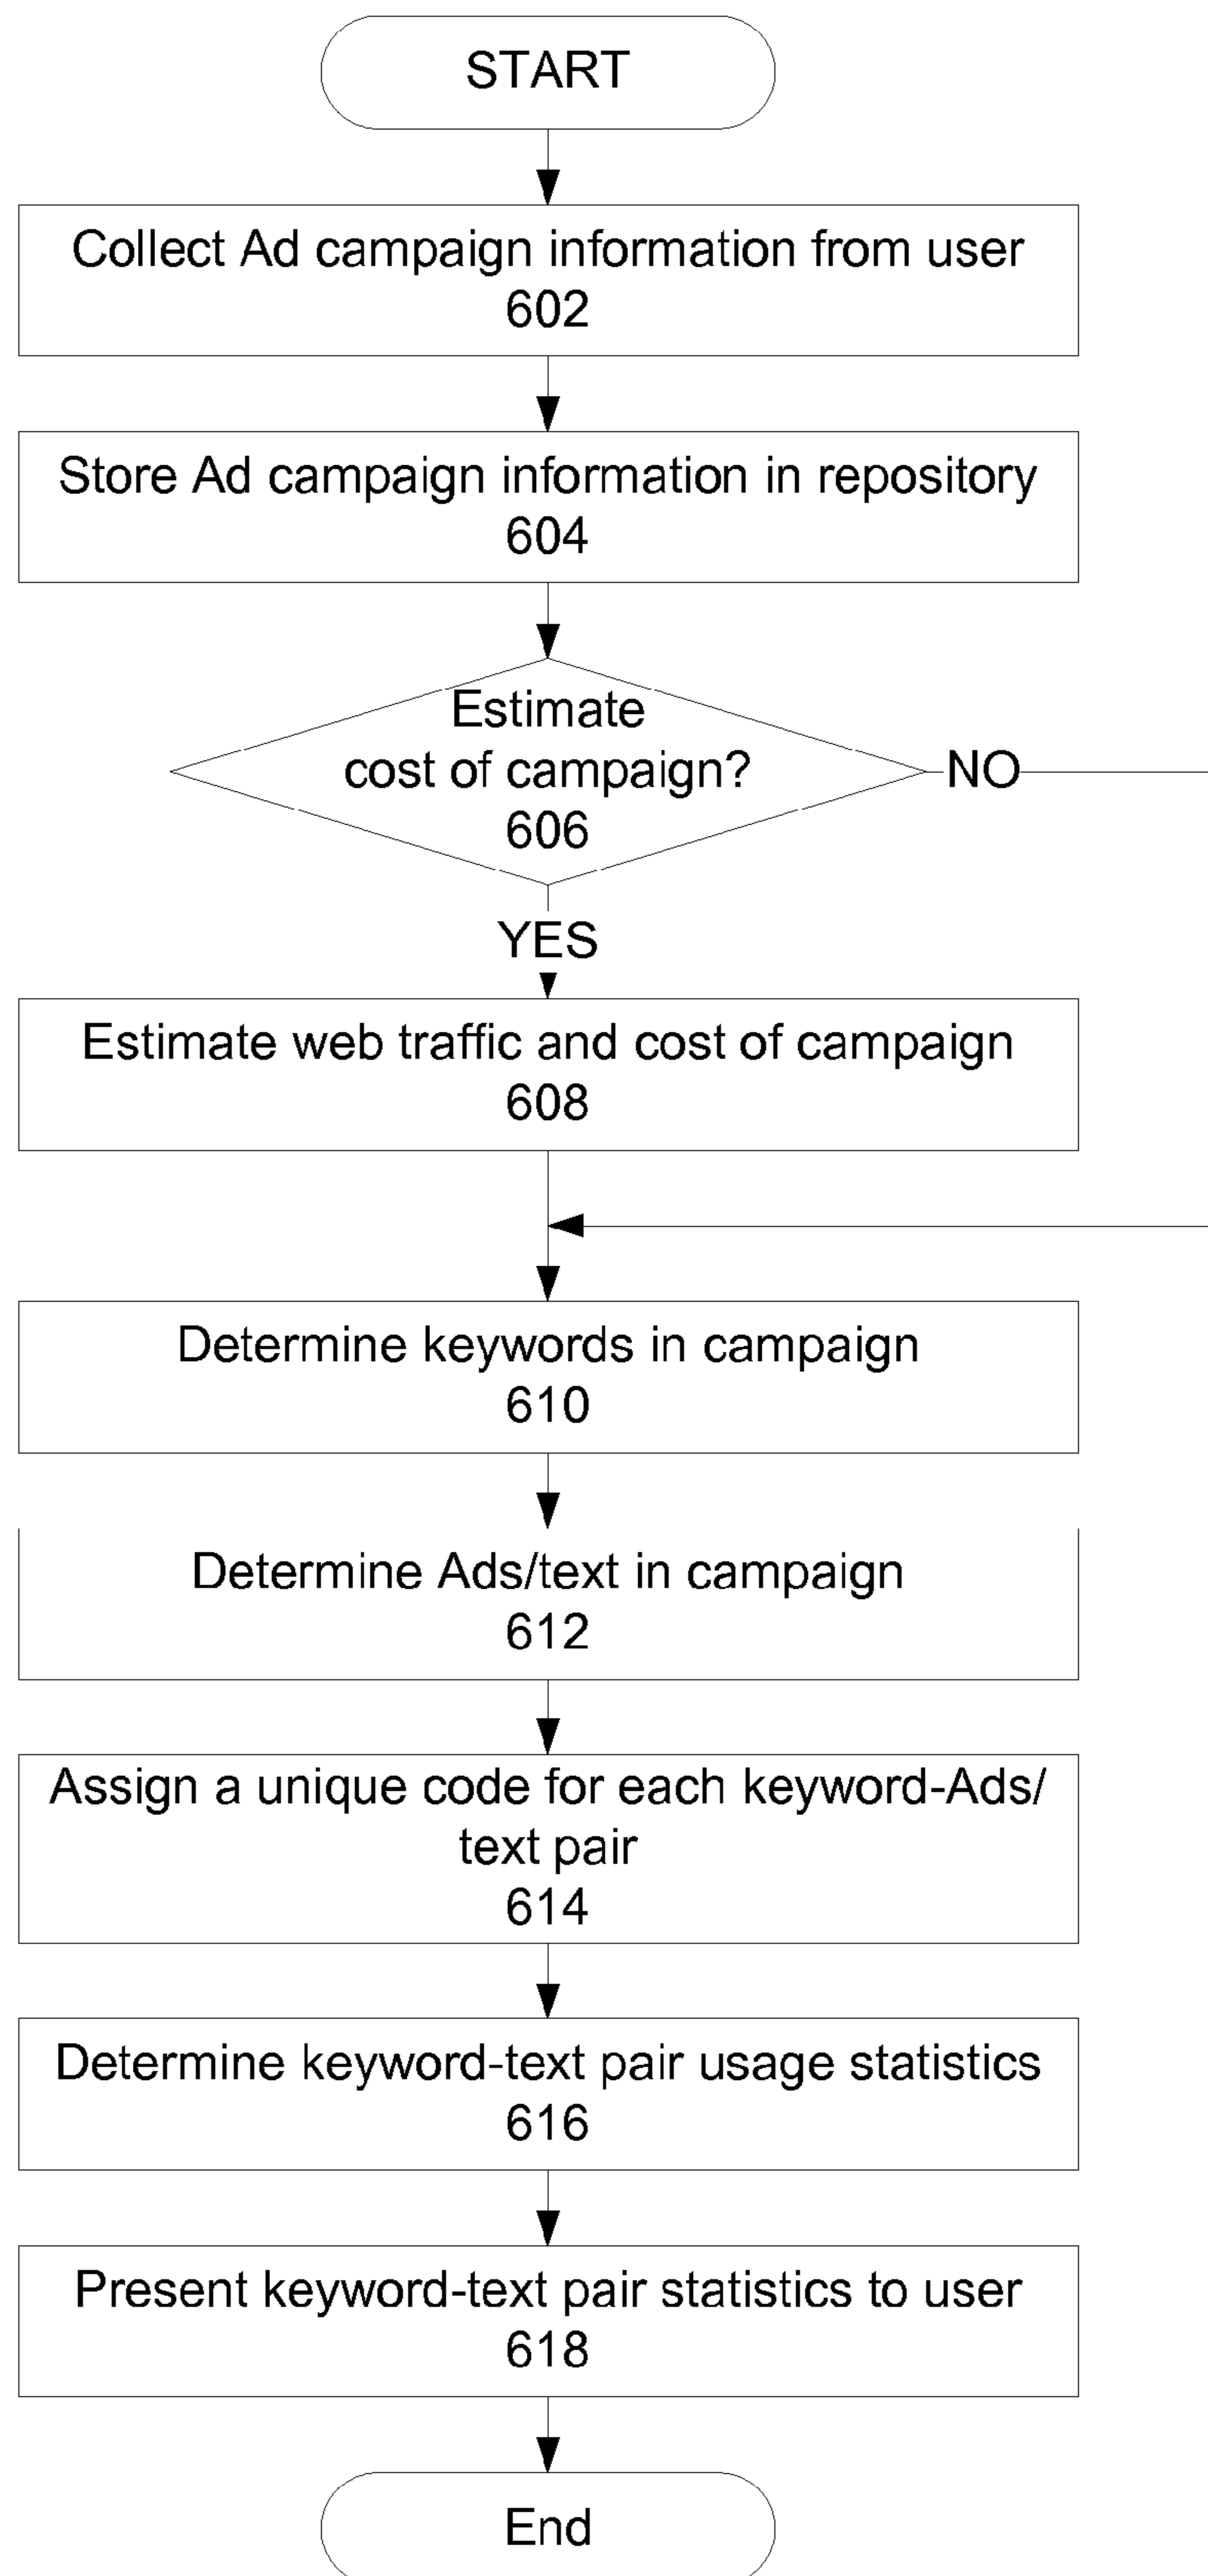 START
Collect Ad campaign information from user
602
Store Ad campaign information in repository
604
Estimate
cost of campaign?
606
NO
YES
Estimate web traffic and cost of campaign
608
Determine keywords in campaign
610
Determine Ads/text in campaign
612
Assign a unique code for each keyword-Ads/
text pair
614
Determine keyword-text pair usage statistics
616
Present keyword-text pair statistics to user
618
End